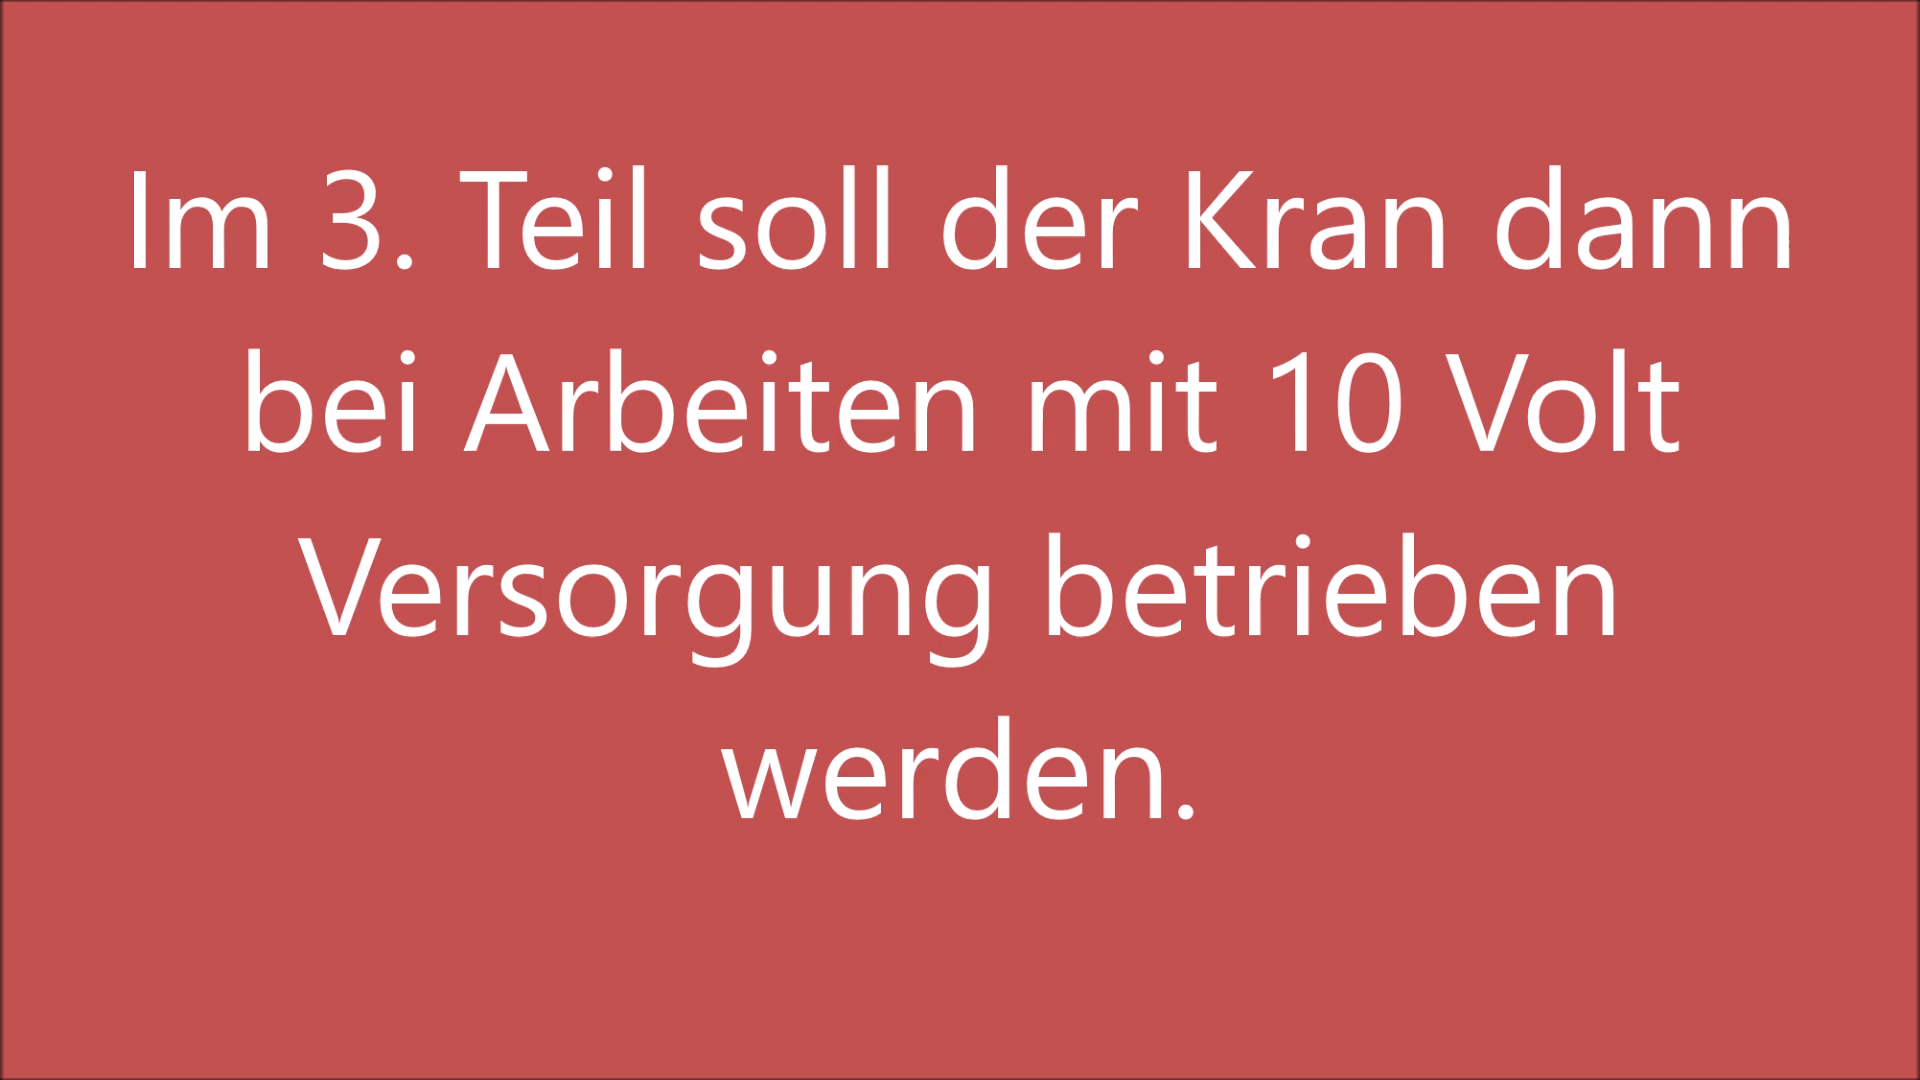 Im 3. Teil soll der Kran dann
bei Arbeiten mit 10 Volt
Versorgung betrieben
werden.